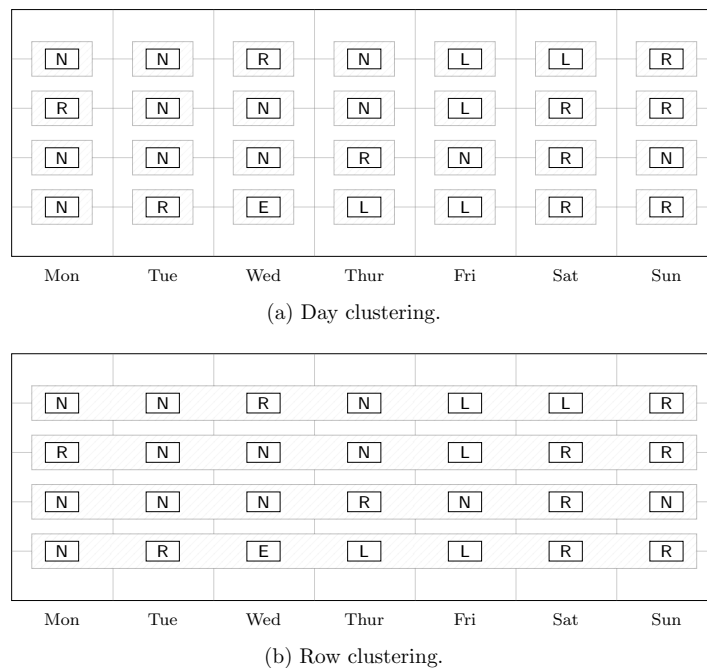 N N R N L L R
R N N N L R R
N N N R N R N
N R E L L R R
Mon Tue Wed Thur Fri Sat Sun
(a) Day clustering.
N N R N L L R
R N N N L R R
N N N R N R N
N R E L L R R
Mon Tue Wed Thur Fri Sat Sun
(b) Row clustering.